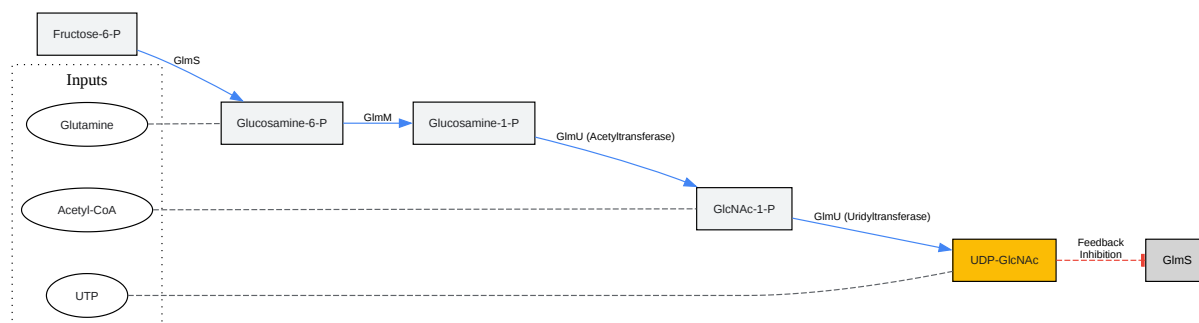 Fructose-6-P
GlmS
Inputs
Glutamine
Glucosamine-6-P
GlmM
Glucosamine-1-P
GlmU (Acetyltransferase)
Acetyl-CoA
GlcNAc-1-P
GlmU (Uridyltransferase)
UDP-GlcNAc
Feedback
Inhibition
GlmS
UTP